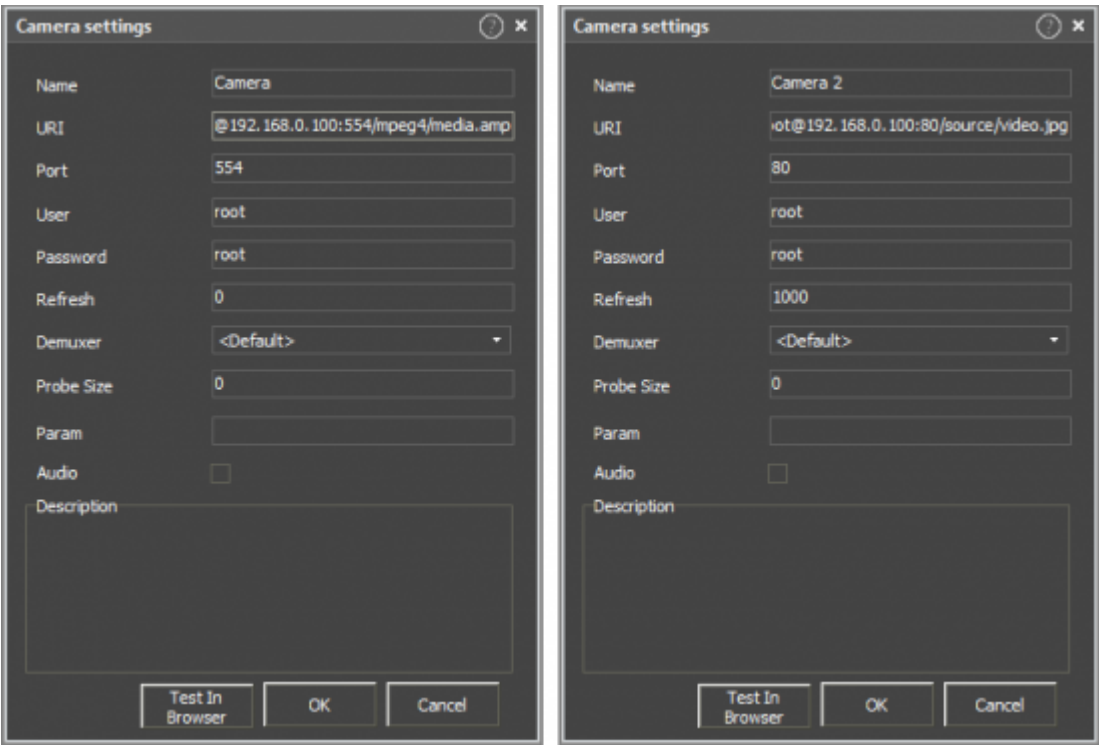 Camera settings
Name Camera
URI @192.168.0.100:554/mpeg4/media.amp
Port 554
User root
Password root
Refresh 0
Demuxer <Default>
Probe Size 0
Param
Audio
Description
Test In
Browser
OK
Cancel
Camera settings
Name Camera 2
URI ot@192.168.0.100:80/source/video.jpg
Port 80
User root
Password root
Refresh 1000
Demuxer <Default>
Probe Size 0
Param
Audio
Description
Test In
Browser
OK
Cancel